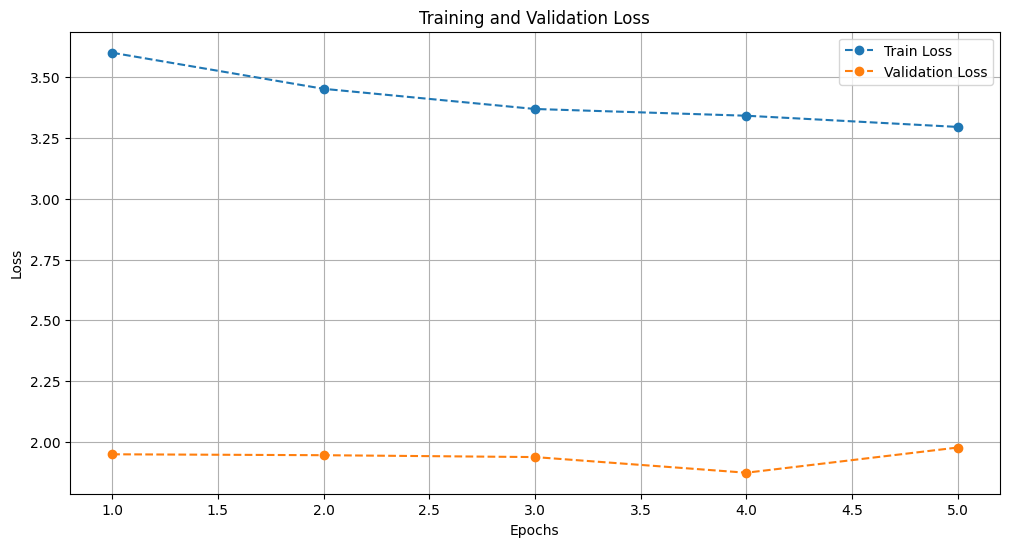 Training and Validation Loss
Train Loss
Validation Loss
Loss
3.50
3.25
3.00
2.75
2.50
2.25
2.00
1.0 1.5 2.0 2.5 3.0 3.5 4.0 4.5 5.0
Epochs